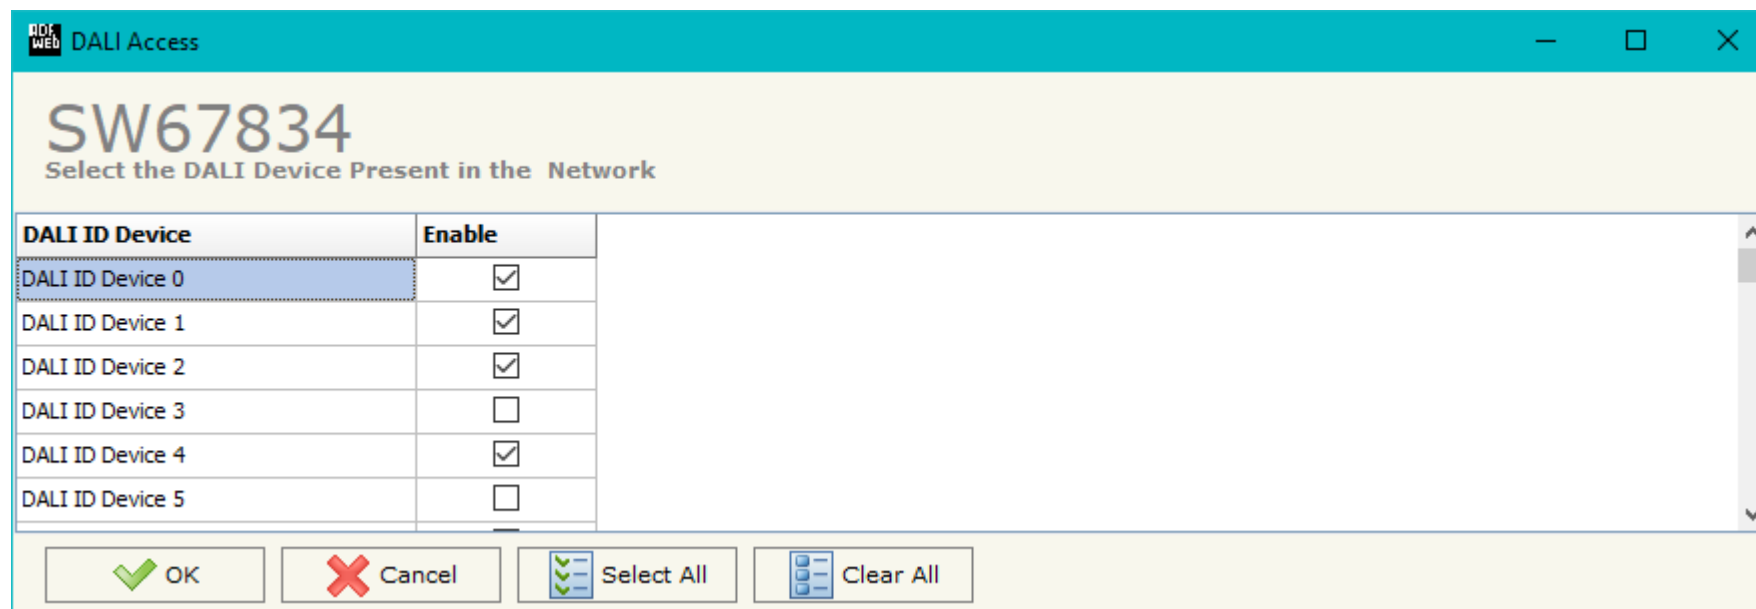 ADF
WEB
DALI Access
SW67834
Select the DALI Device Present in the Network
DALI ID Device Enable
DALI ID Device 0
DALI ID Device 1
DALI ID Device 2
DALI ID Device 3
DALI ID Device 4
DALI ID Device 5
OK Cancel Select All Clear All